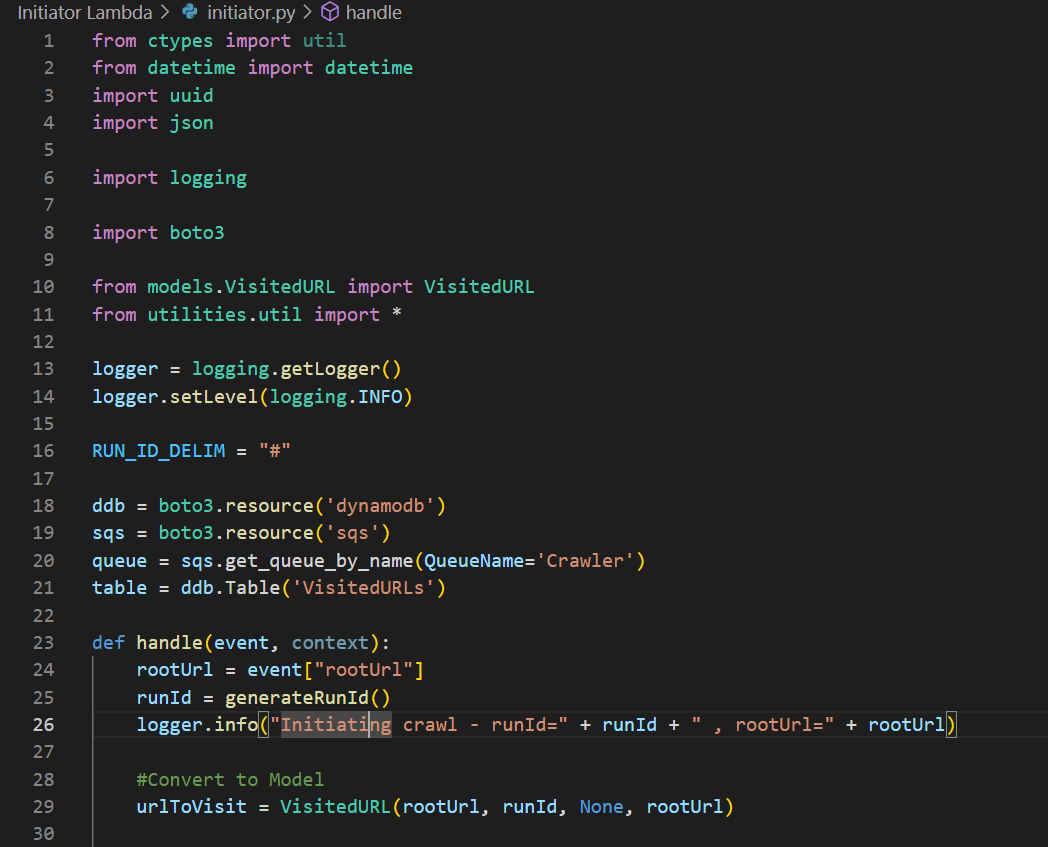 Initiator Lambda > initiator.py > handle
1 from ctypes import util
2 from datetime import datetime
3 import uuid
4 import json
5
6 import logging
7
8 import boto3
9
10 from models.VisitedURL import VisitedURL
11 from utilities.util import *
12
13 logger = logging.getLogger()
14 logger.setLevel(logging.INFO)
15
16 RUN_ID_DELIM = "#"
17
18 ddb = boto3.resource('dynamodb')
19 sqs = boto3.resource('sqs')
20 queue = sqs.get_queue_by_name(QueueName='Crawler')
21 table = ddb.Table('VisitedURLs')
22
23 def handle(event, context):
24     rootUrl = event["rootUrl"]
25     runId = generateRunId()
26     logger.info("Initiating crawl - runId=" + runId + " , rootUrl=" + rootUrl)
27
28     #Convert to Model
29     urlToVisit = VisitedURL(rootUrl, runId, None, rootUrl)
30